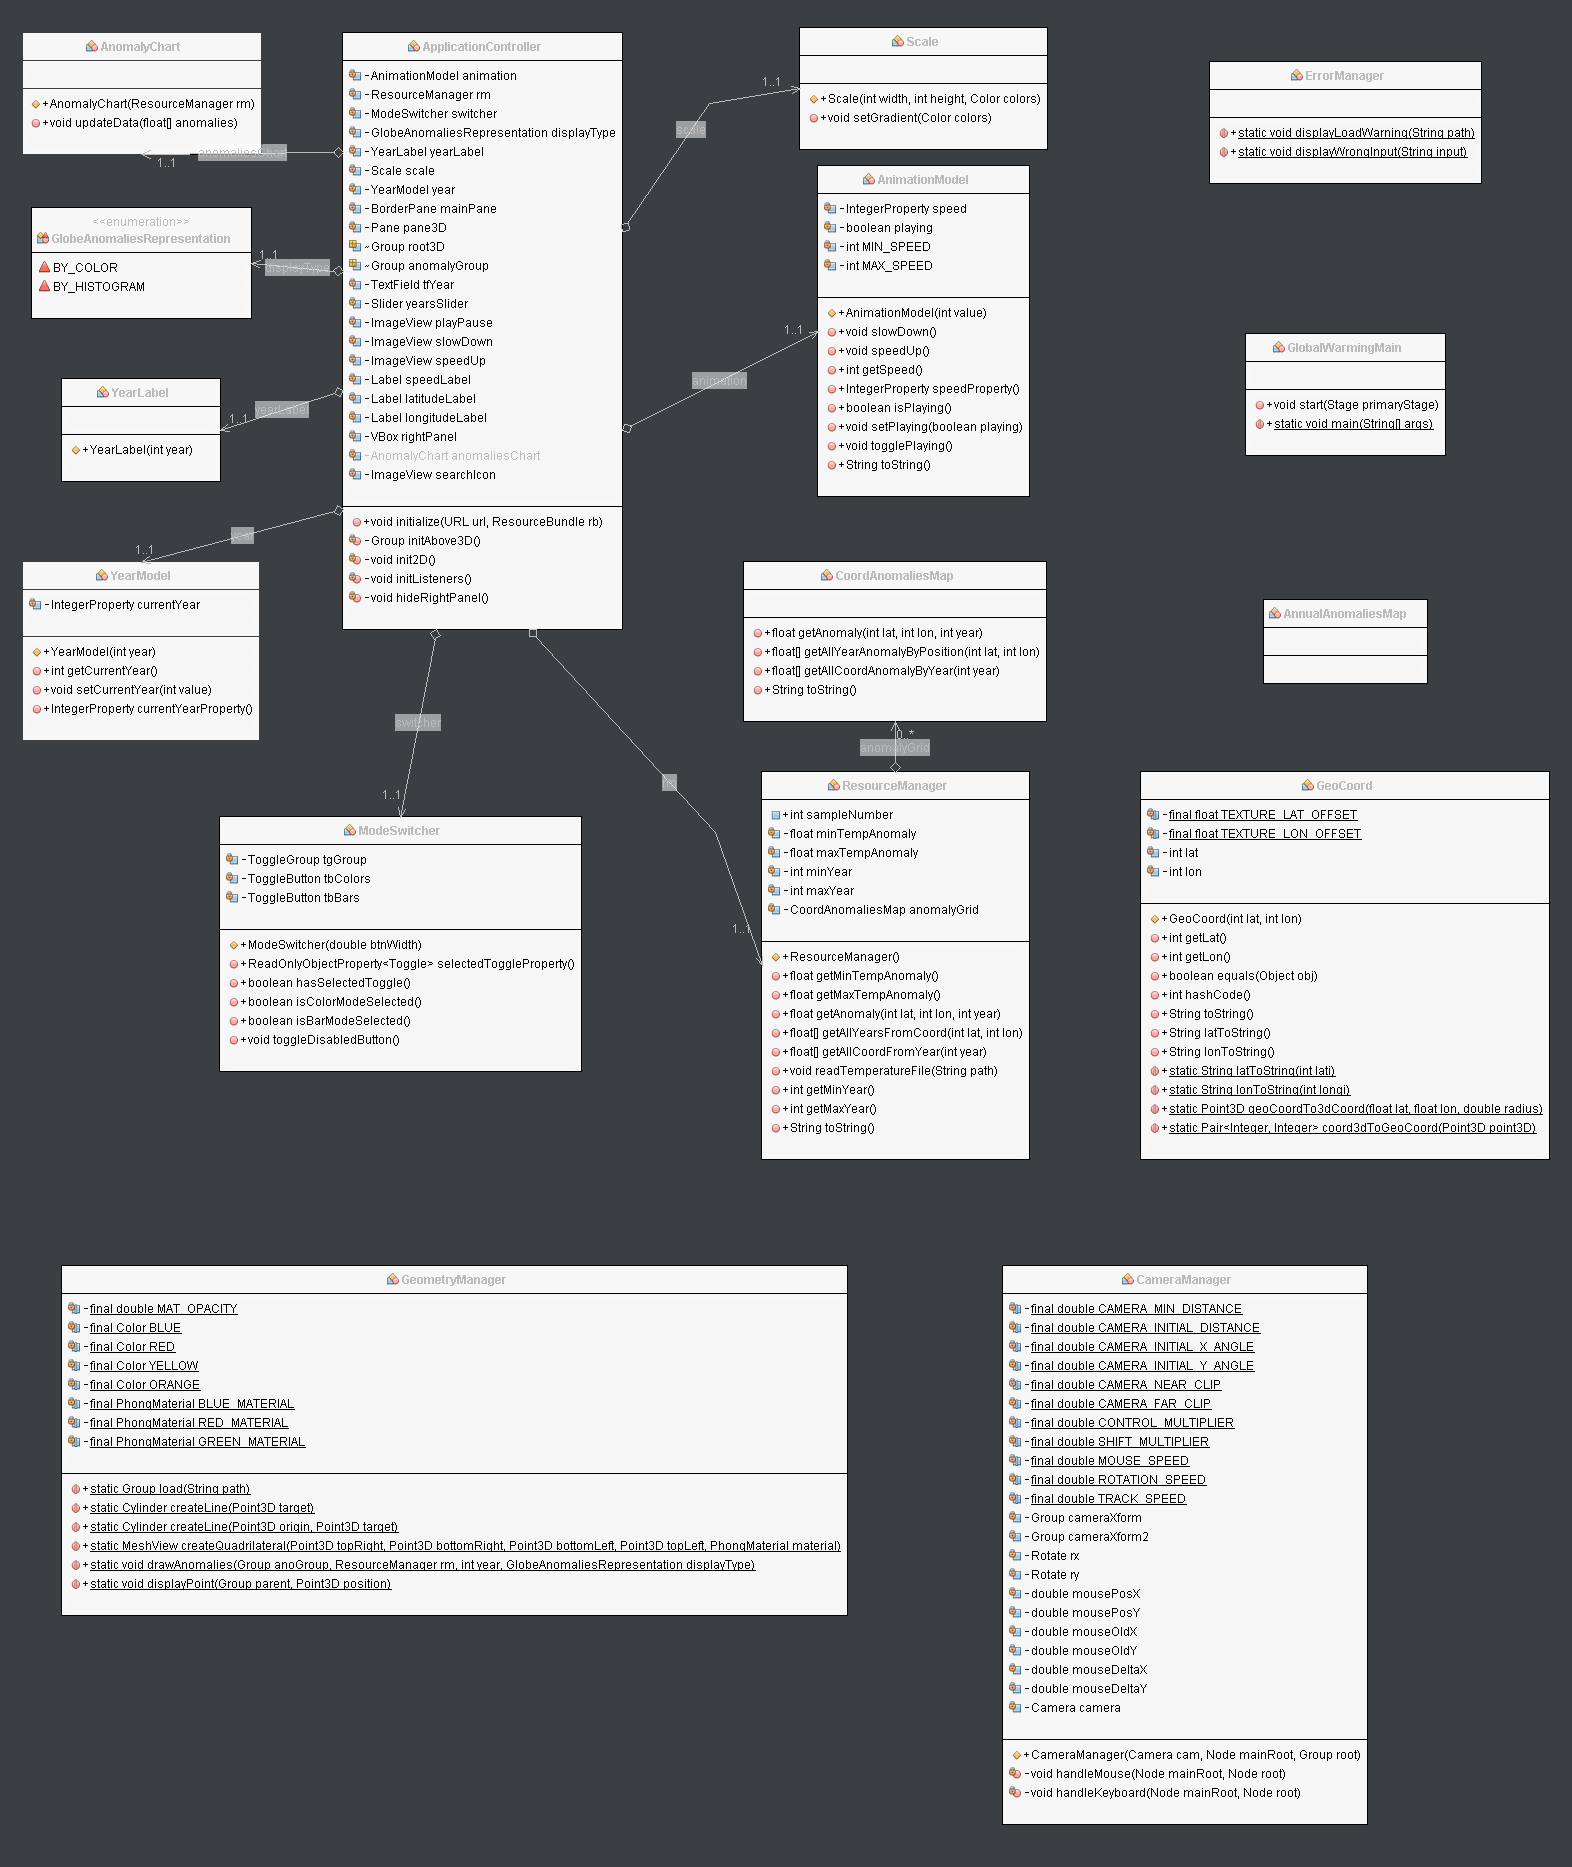 AnomalyChart
+AnomalyChart(ResourceManager rm)
+void updateData(float[] anomalies)
1..1
anomaliesChart
<<enumeration>>
GlobeAnomaliesRepresentation
BY_COLOR
BY_HISTOGRAM
1..1
displayType
YearLabel
+YearLabel(int year)
1..1
yearLabel
year
1..1
YearModel
-IntegerProperty currentYear
+YearModel(int year)
+int getCurrentYear()
+void setCurrentYear(int value)
+IntegerProperty currentYearProperty()
ApplicationController
-AnimationModel animation
-ResourceManager rm
-ModeSwitcher switcher
-GlobeAnomaliesRepresentation displayType
-YearLabel yearLabel
-Scale scale
-YearModel year
-BorderPane mainPane
-Pane pane3D
~Group root3D
~Group anomalyGroup
-TextField tfYear
-Slider yearsSlider
-ImageView playPause
-ImageView slowDown
-ImageView speedUp
-Label speedLabel
-Label latitudeLabel
-Label longitudeLabel
-VBox rightPanel
-AnomalyChart anomaliesChart
-ImageView searchIcon
+void initialize(URL url, ResourceBundle rb)
-Group initAbove3D()
-void init2D()
-void initListeners()
-void hideRightPanel()
1..1
scale
Scale
+Scale(int width, int height, Color colors)
+void setGradient(Color colors)
1..1
animation
AnimationModel
-IntegerProperty speed
-boolean playing
-int MIN_SPEED
-int MAX_SPEED
+AnimationModel(int value)
+void slowDown()
+void speedUp()
+int getSpeed()
+IntegerProperty speedProperty()
+boolean isPlaying()
+void setPlaying(boolean playing)
+void togglePlaying()
+String toString()
ErrorManager
+static void displayLoadWarning(String path)
+static void displayWrongInput(String input)
GlobalWarmingMain
+void start(Stage primaryStage)
+static void main(String[] args)
AnnualAnomaliesMap
CoordAnomaliesMap
+float getAnomaly(int lat, int lon, int year)
+float[] getAllYearAnomalyByPosition(int lat, int lon)
+float[] getAllCoordAnomalyByYear(int year)
+String toString()
0..*
anomalyGrid
switcher
1..1
ModeSwitcher
-ToggleGroup tgGroup
-ToggleButton tbColors
-ToggleButton tbBars
+ModeSwitcher(double btnWidth)
+ReadOnlyObjectProperty<Toggle> selectedToggleProperty()
+boolean hasSelectedToggle()
+boolean isColorModeSelected()
+boolean isBarModeSelected()
+void toggleDisabledButton()
rm
1..1
ResourceManager
+int sampleNumber
-float minTempAnomaly
-float maxTempAnomaly
-int minYear
-int maxYear
-CoordAnomaliesMap anomalyGrid
+ResourceManager()
+float getMinTempAnomaly()
+float getMaxTempAnomaly()
+float getAnomaly(int lat, int lon, int year)
+float[] getAllYearsFromCoord(int lat, int lon)
+float[] getAllCoordFromYear(int year)
+void readTemperatureFile(String path)
+int getMinYear()
+int getMaxYear()
+String toString()
GeoCoord
-final float TEXTURE_LAT_OFFSET
-final float TEXTURE_LON_OFFSET
-int lat
-int lon
+GeoCoord(int lat, int lon)
+int getLat()
+int getLon()
+boolean equals(Object obj)
+int hashCode()
+String toString()
+String latToString()
+String lonToString()
+static String latToString(int lati)
+static String lonToString(int longi)
+static Point3D geoCoordTo3dCoord(float lat, float lon, double radius)
+static Pair<Integer, Integer> coord3dToGeoCoord(Point3D point3D)
GeometryManager
-final double MAT_OPACITY
-final Color BLUE
-final Color RED
-final Color YELLOW
-final Color ORANGE
-final PhongMaterial BLUE_MATERIAL
-final PhongMaterial RED_MATERIAL
-final PhongMaterial GREEN_MATERIAL
+static Group load(String path)
+static Cylinder createLine(Point3D target)
+static Cylinder createLine(Point3D origin, Point3D target)
+static MeshView createQuadrilateral(Point3D topRight, Point3D bottomRight, Point3D bottomLeft, Point3D topLeft, PhongMaterial material)
+static void drawAnomalies(Group anoGroup, ResourceManager rm, int year, GlobeAnomaliesRepresentation displayType)
+static void displayPoint(Group parent, Point3D position)
CameraManager
-final double CAMERA_MIN_DISTANCE
-final double CAMERA_INITIAL_DISTANCE
-final double CAMERA_INITIAL_X_ANGLE
-final double CAMERA_INITIAL_Y_ANGLE
-final double CAMERA_NEAR_CLIP
-final double CAMERA_FAR_CLIP
-final double CONTROL_MULTIPLIER
-final double SHIFT_MULTIPLIER
-final double MOUSE_SPEED
-final double ROTATION_SPEED
-final double TRACK_SPEED
-Group cameraXform
-Group cameraXform2
-Rotate rx
-Rotate ry
-double mousePosX
-double mousePosY
-double mouseOldX
-double mouseOldY
-double mouseDeltaX
-double mouseDeltaY
-Camera camera
+CameraManager(Camera cam, Node mainRoot, Group root)
-void handleMouse(Node mainRoot, Node root)
-void handleKeyboard(Node mainRoot, Node root)